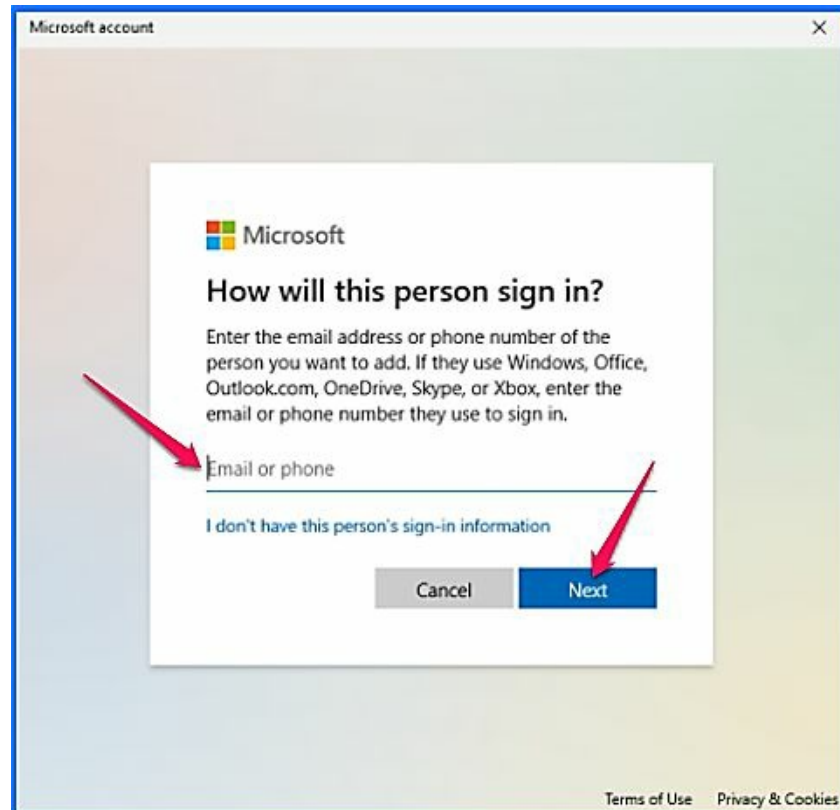 Microsoft account
Microsoft
How will this person sign in?
Enter the email address or phone number of the
person you want to add. If they use Windows, Office,
Outlook.com, OneDrive, Skype, or Xbox, enter the
email or phone number they use to sign in.
Email or phone
I don't have this person's sign-in information
Cancel
Next
Terms of Use
Privacy & Cookies